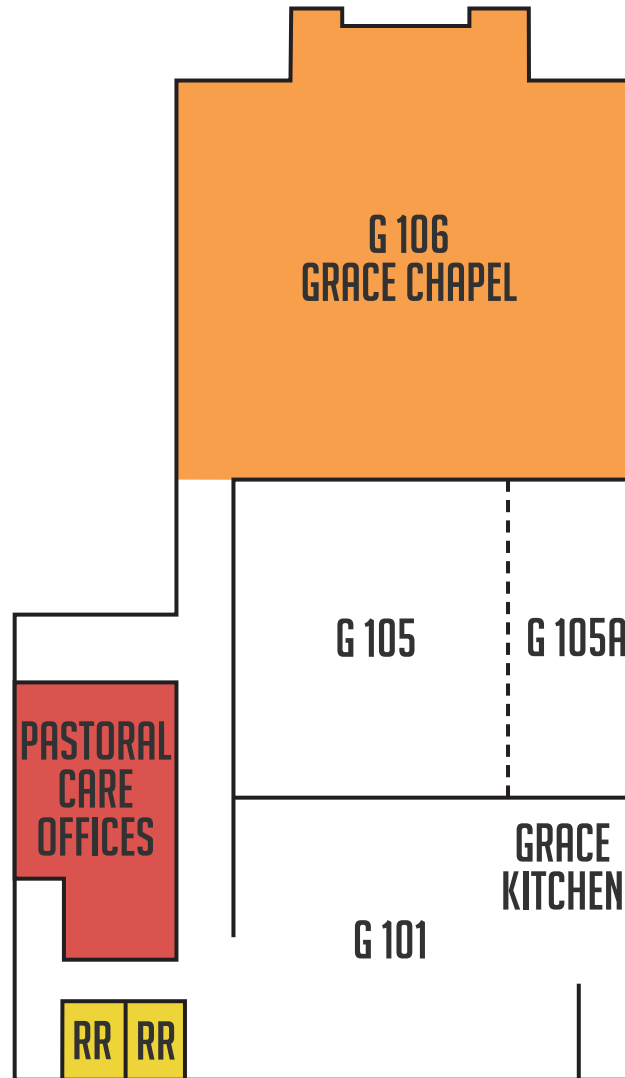 G 106
GRACE CHAPEL
G 105
G 105A
PASTORAL
CARE
OFFICES
GRACE
KITCHEN
G 101
RR
RR